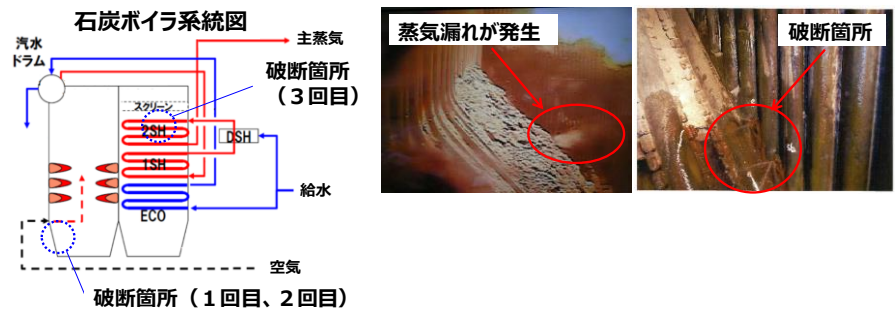 石炭ボイラ系統図
汽水
ドラム
主蒸気
破断箇所
（３回目）
スクリーン
2SH
DSH
1SH
給水
ECO
空気
破断箇所（１回目、２回目）
蒸気漏れが発生
破断箇所